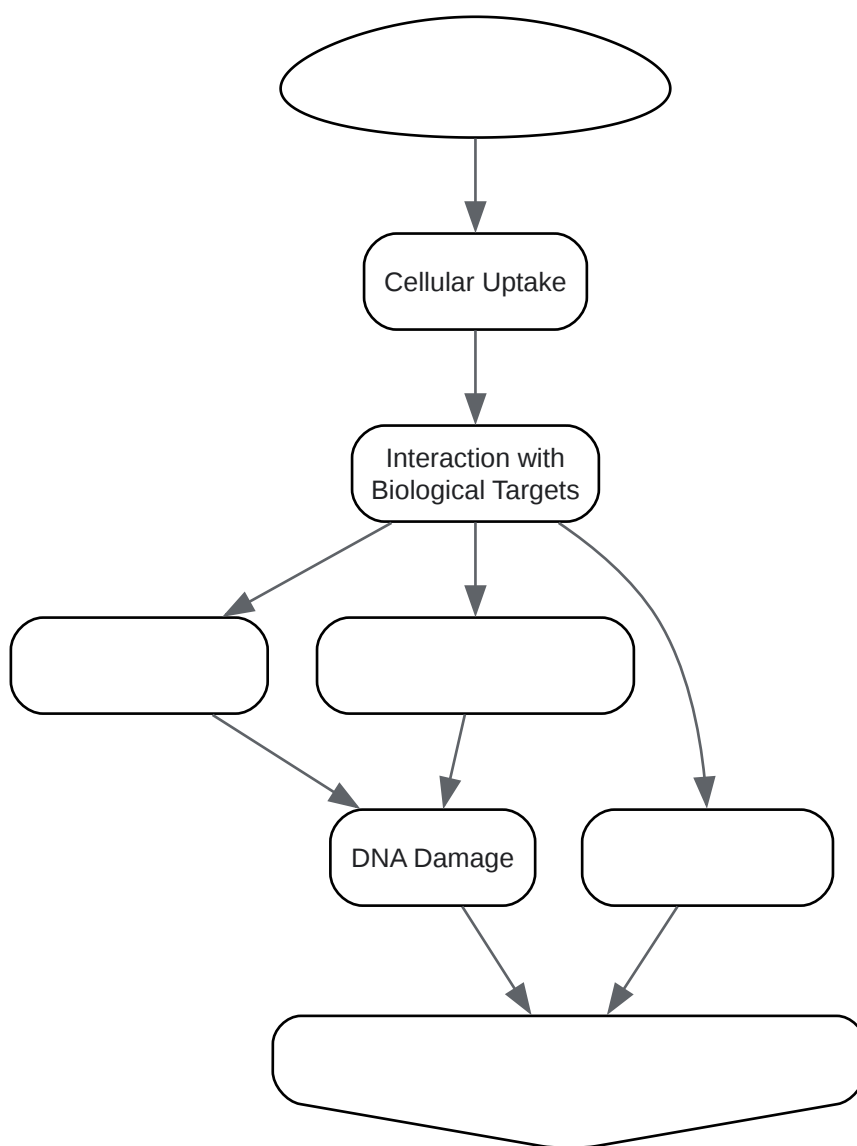 Cellular Uptake
Interaction with
Biological Targets
DNA Damage